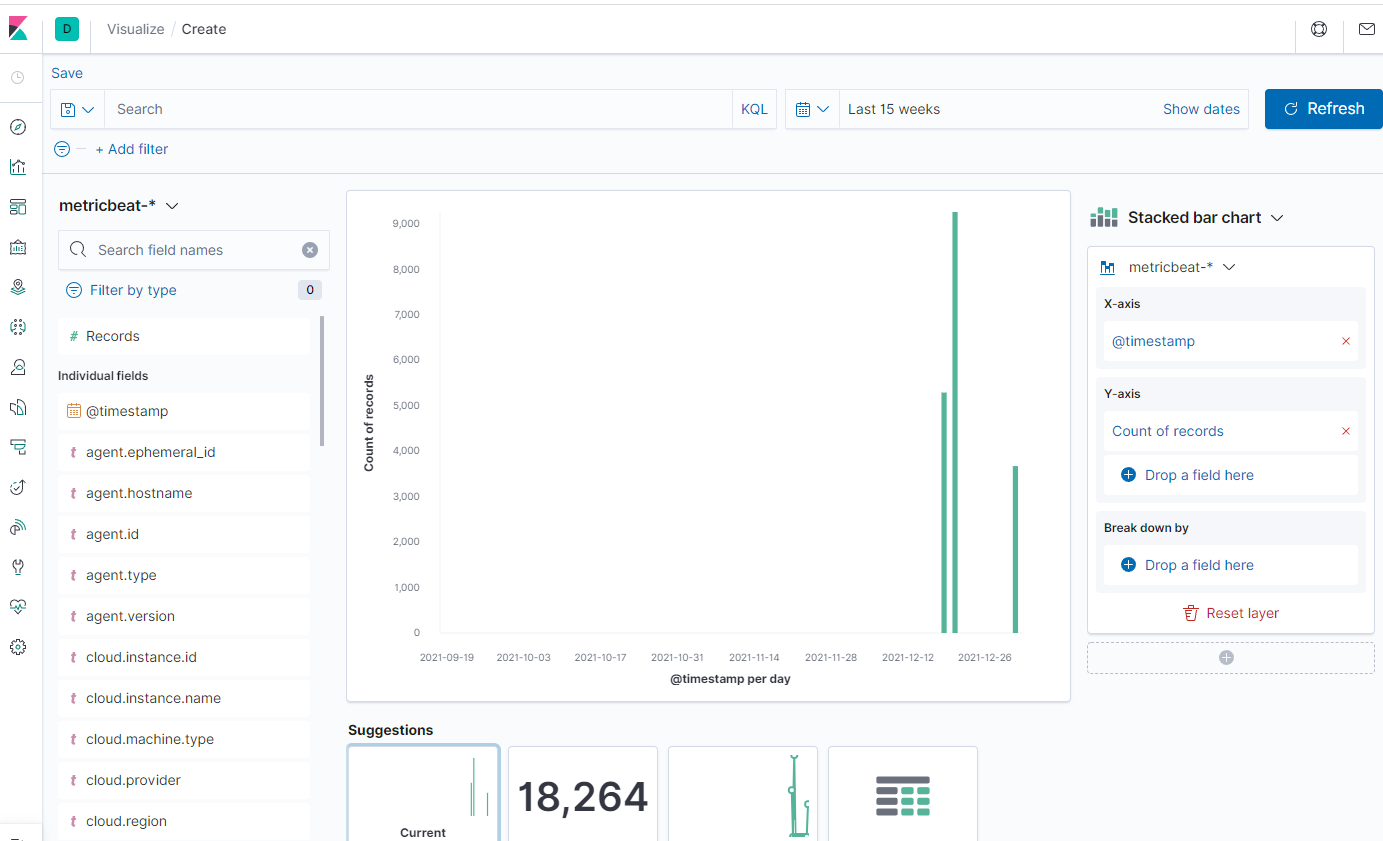 D Visualize / Create
Save
Search KQL Last 15 weeks Show dates Refresh
+ Add filter
metricbeat-*
Search field names
Filter by type 0
# Records
Individual fields
@timestamp
t agent.ephemeral_id
t agent.hostname
t agent.id
t agent.type
t agent.version
t cloud.instance.id
t cloud.instance.name
t cloud.machine.type
t cloud.provider
t cloud.region
Count of records
9,000
8,000
7,000
6,000
5,000
4,000
3,000
2,000
1,000
0
2021-09-19 2021-10-03 2021-10-17 2021-10-31 2021-11-14 2021-11-28 2021-12-12 2021-12-26
@timestamp per day
Suggestions
Current
18,264
Stacked bar chart
metricbeat-*
X-axis
@timestamp
Y-axis
Count of records
Drop a field here
Break down by
Drop a field here
Reset layer